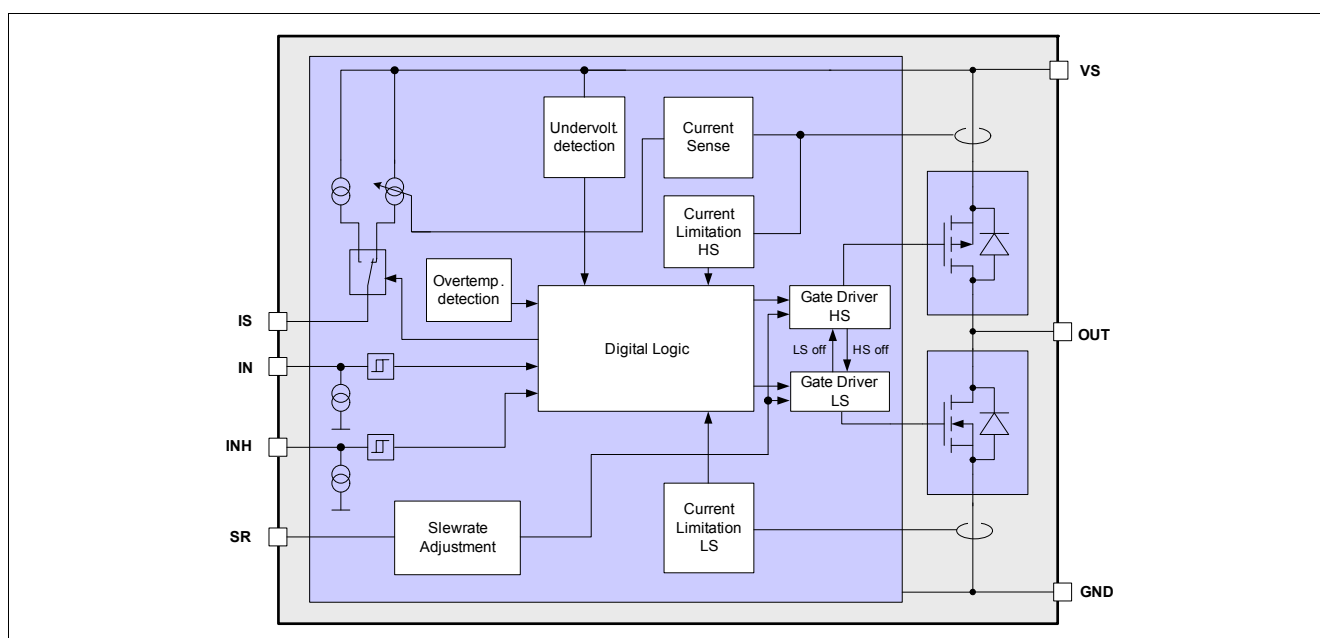 VS
Undervolt.
detection
Current
Sense
Current
Limitation
HS
Overtemp.
detection
Gate Driver
HS
IS
Digital Logic
LS off
HS off
OUT
IN
Gate Driver
LS
INH
Current
Limitation
LS
SR
Slewrate
Adjustment
GND